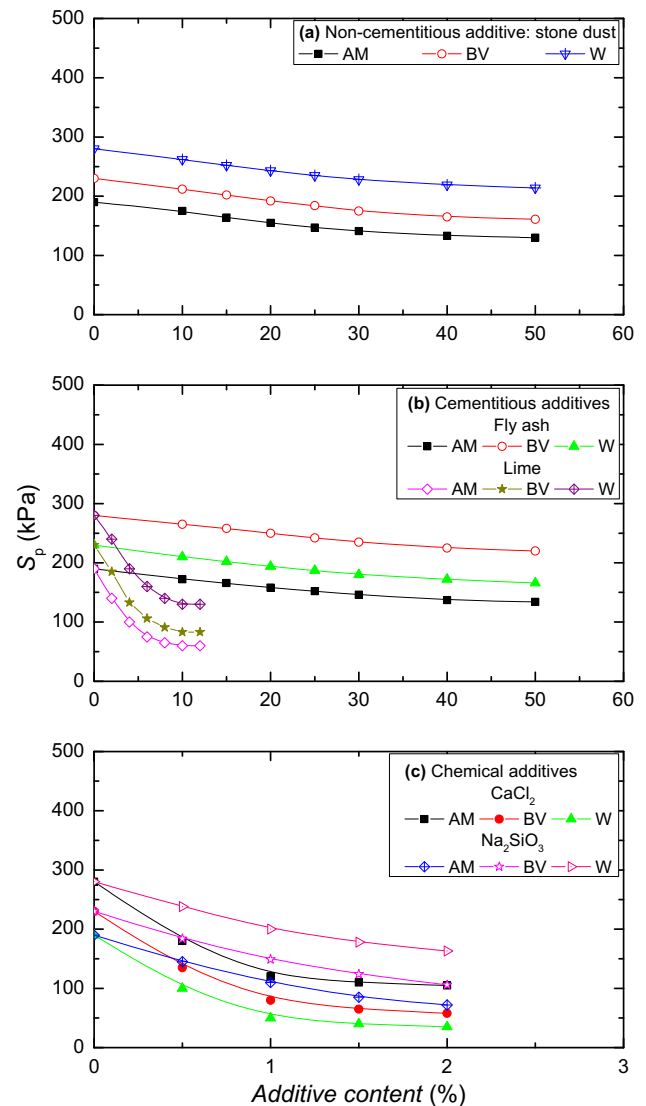 500
(a) Non-cementitious additive: stone dust
AM BV W
400
300
200
100
0
0 10 20 30 40 50 60
500
(b) Cementitious additives
Fly ash
AM BV W
Lime
AM BV W
400
300
200
100
0
0 10 20 30 40 50 60
Sₚ (kPa)
500
(c) Chemical additives
CaCl₂
AM BV W
Na₂SiO₃
AM BV W
400
300
200
100
0
0 1 2 3
Additive content (%)